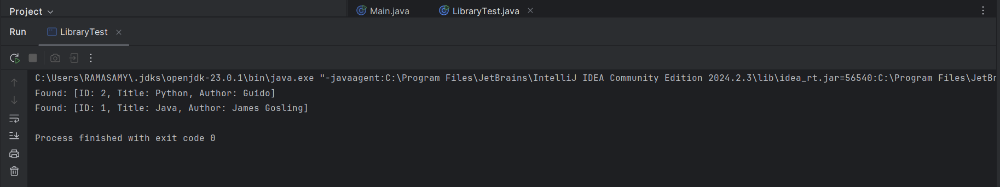 Project
Main.java
LibraryTest.java
Run
LibraryTest
C:\Users\RAMASAMY\.jdks\openjdk-23.0.1\bin\java.exe "-javaagent:C:\Program Files\JetBrains\IntelliJ IDEA Community Edition 2024.2.3\lib\idea_rt.jar=56540:C:\Program Files\JetBr
Found: [ID: 2, Title: Python, Author: Guido]
Found: [ID: 1, Title: Java, Author: James Gosling]
Process finished with exit code 0